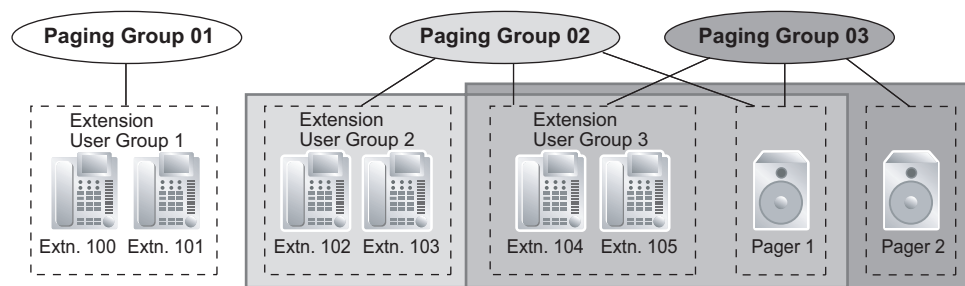 Paging Group 01
Paging Group 02
Paging Group 03
Extension
User Group 1
Extn. 100
Extn. 101
Extension
User Group 2
Extn. 102
Extn. 103
Extension
User Group 3
Extn. 104
Extn. 105
Pager 1
Pager 2